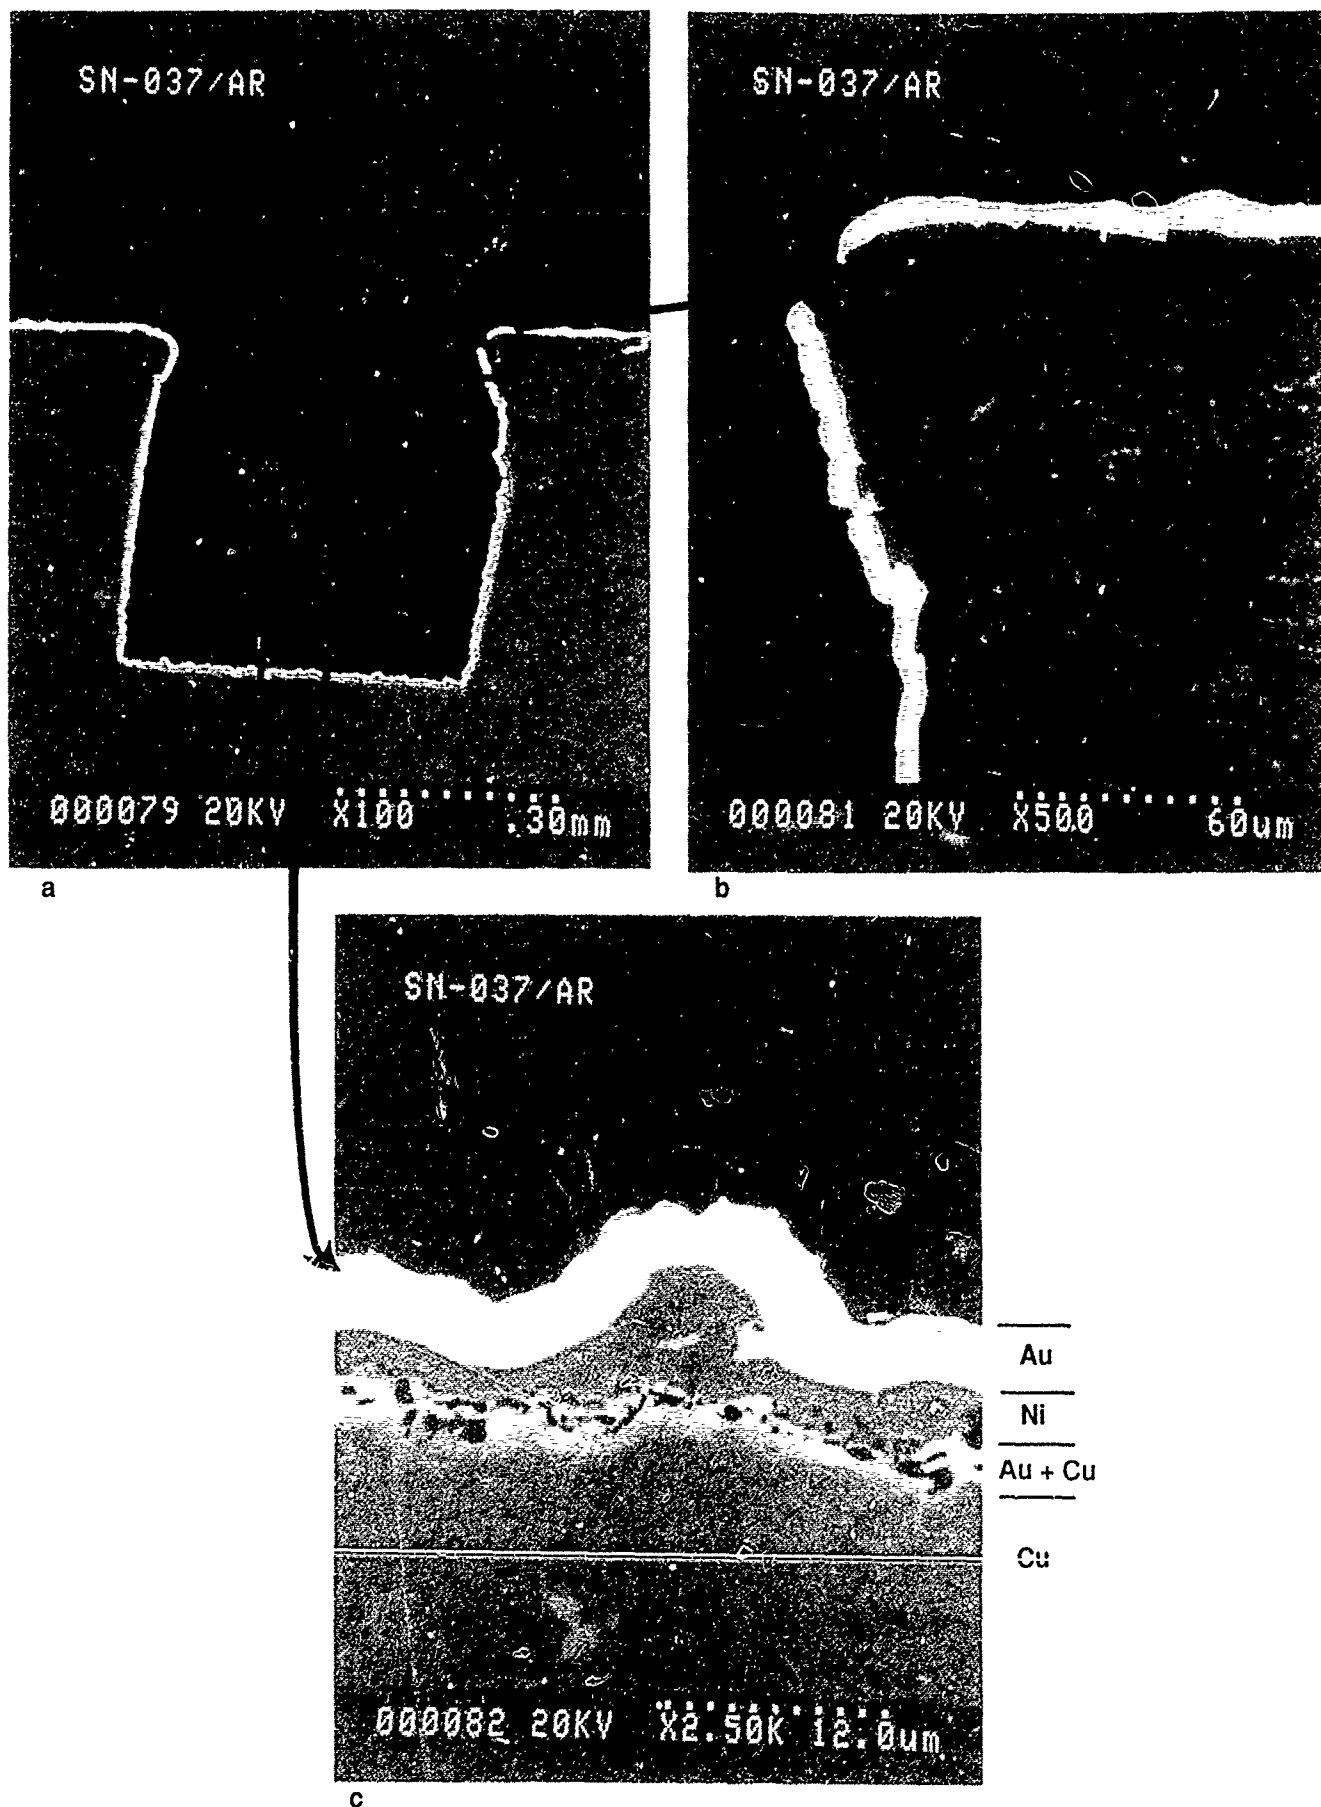 SN-037/AR
000079 20KV X100 .30mm
a
SN-037/AR
000081 20KV X500 60um
b
SN-037/AR
Au
Ni
Au + Cu
Cu
000082 20KV X2.50K 12.0um
c